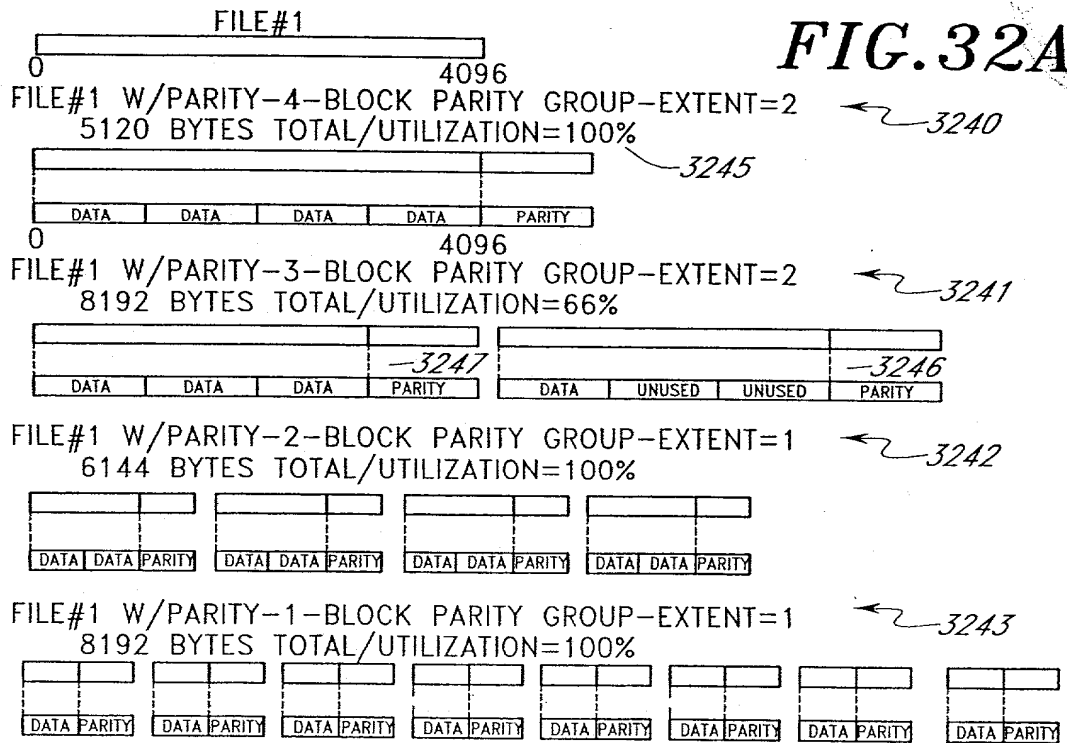 FILE#1
FIG.32A
0 4096
FILE#1 W/PARITY-4-BLOCK PARITY GROUP-EXTENT=2 3240
5120 BYTES TOTAL/UTILIZATION=100% 3245
DATA DATA DATA DATA PARITY
0 4096
FILE#1 W/PARITY-3-BLOCK PARITY GROUP-EXTENT=2 3241
8192 BYTES TOTAL/UTILIZATION=66%
3247 3246
DATA DATA DATA PARITY DATA UNUSED UNUSED PARITY
FILE#1 W/PARITY-2-BLOCK PARITY GROUP-EXTENT=1 3242
6144 BYTES TOTAL/UTILIZATION=100%
DATA DATA PARITY DATA DATA PARITY DATA DATA PARITY DATA DATA PARITY
FILE#1 W/PARITY-1-BLOCK PARITY GROUP-EXTENT=1 3243
8192 BYTES TOTAL/UTILIZATION=100%
DATA PARITY DATA PARITY DATA PARITY DATA PARITY DATA PARITY DATA PARITY DATA PARITY DATA PARITY